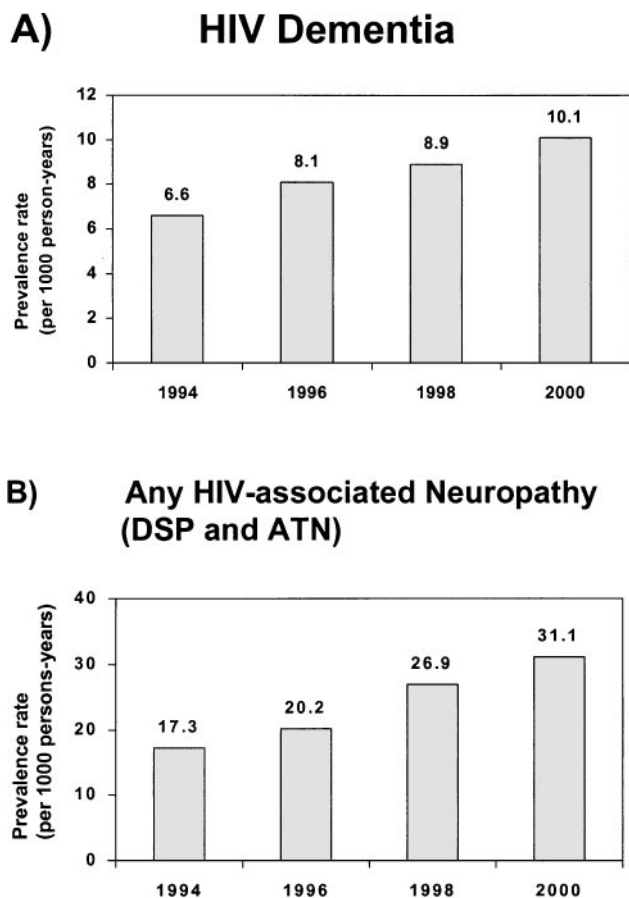 A) HIV Dementia
Prevalence rate
(per 1000 person-years)
12
10
8
6
4
2
0
6.6
8.1
8.9
10.1
1994 1996 1998 2000
B) Any HIV-associated Neuropathy
(DSP and ATN)
Prevalence rate
(per 1000 persons-years)
40
30
20
10
0
17.3
20.2
26.9
31.1
1994 1996 1998 2000